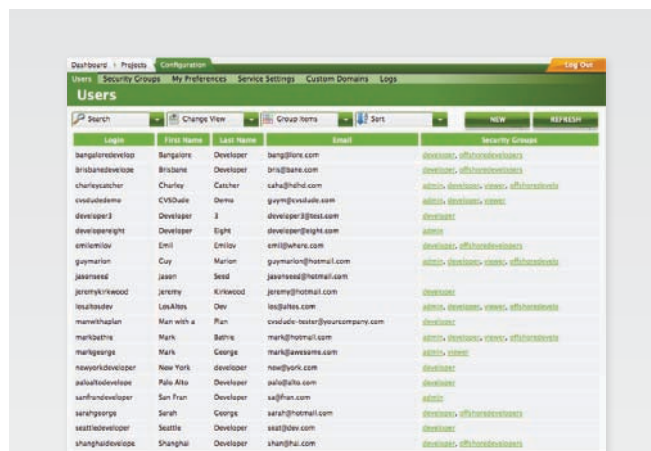 Dashboard Projects Configuration Log Out
Users Security Groups My Preferences Service Settings Custom Domains Logs
Users
Search Change View Group Items Sort NEW REFRESH
Login First Name Last Name Email Security Groups
bangaloredevelop Bangalore Developer bang@lore.com developer, offshoredevelopers
brisbanedevelope Brisbane Developer bris@bane.com developer, offshoredevelopers
charleycatcher Charley Catcher caha@hdhd.com admin, developer, viewer, offshoredevels
cvsdudedemo CVSDude Demo guym@cvsdude.com admin, developer, viewer
developer3 Developer 3 developer3@test.com developer
developereight Developer Eight developer@eight.com admin
emilemilov Emil Emilov emil@where.com developer, offshoredevelopers
guymarion Guy Marion guymarion@hotmail.com admin, developer, viewer, offshoredevels
jasonseed Jason Seed jasonseed@hotmail.com
jeremykirkwood Jeremy Kirkwood jeremy@hotmail.com developer
losaltosdev LosAltos Dev los@altos.com admin, developer, viewer, offshoredevels
manwithaplan Man with a Plan cvsdude-tester@yourcompany.com developer
markbathre Mark Bathre mark@hotmail.com admin, developer, viewer, offshoredevels
markgeorge Mark George mark@awesome.com admin, viewer
newyorkdeveloper New York developer new@york.com developer
paloaltodevelope Palo Alto Developer palo@alto.com developer
sanfrandeveloper San Fran Developer sa@fran.com admin
sarahgeorge Sarah George sarah@hotmail.com developer, offshoredevelopers
seattledeveloper Seattle Developer seat@dev.com developer
shanghaidevelope Shanghai Developer shan@hai.com developer, offshoredevelopers